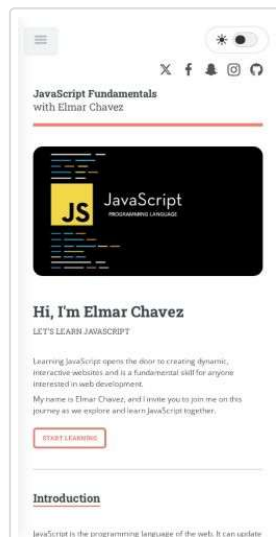 JavaScript Fundamentals
with Elmar Chavez
JS
JavaScript
PROGRAMMING LANGUAGE
Hi, I'm Elmar Chavez
LET'S LEARN JAVASCRIPT
Learning JavaScript opens the door to creating dynamic,
interactive websites and is a fundamental skill for anyone
interested in web development.
My name is Elmar Chavez, and I invite you to join me on this
journey as we explore and learn JavaScript together.
START LEARNING
Introduction
JavaScript is the programming language of the web. It can update